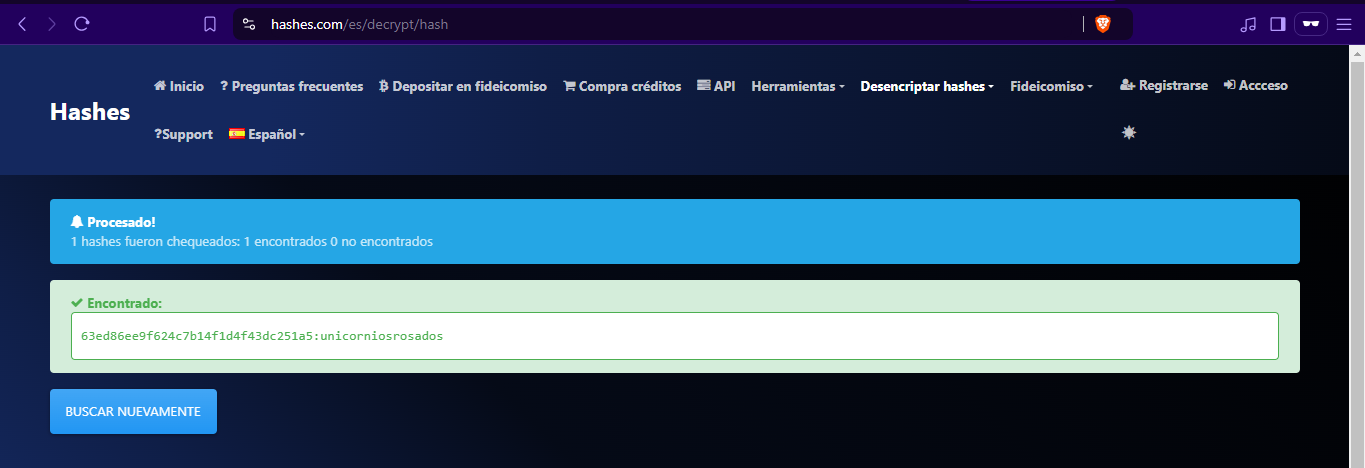 hashes.com/es/decrypt/hash
Hashes
Inicio ? Preguntas frecuentes Depositar en fideicomiso Compra créditos API Herramientas Desencriptar hashes Fideicomiso Registrarse Accceso
?Support Español
Procesado!
1 hashes fueron chequeados: 1 encontrados 0 no encontrados
Encontrado:
63ed86ee9f624c7b14f1d4f43dc251a5:unicorniosrosados
BUSCAR NUEVAMENTE